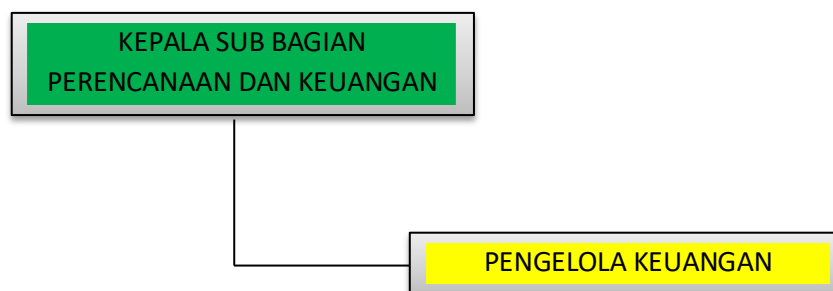 KEPALA SUB BAGIAN
PERENCANAAN DAN KEUANGAN
PENGELOLA KEUANGAN